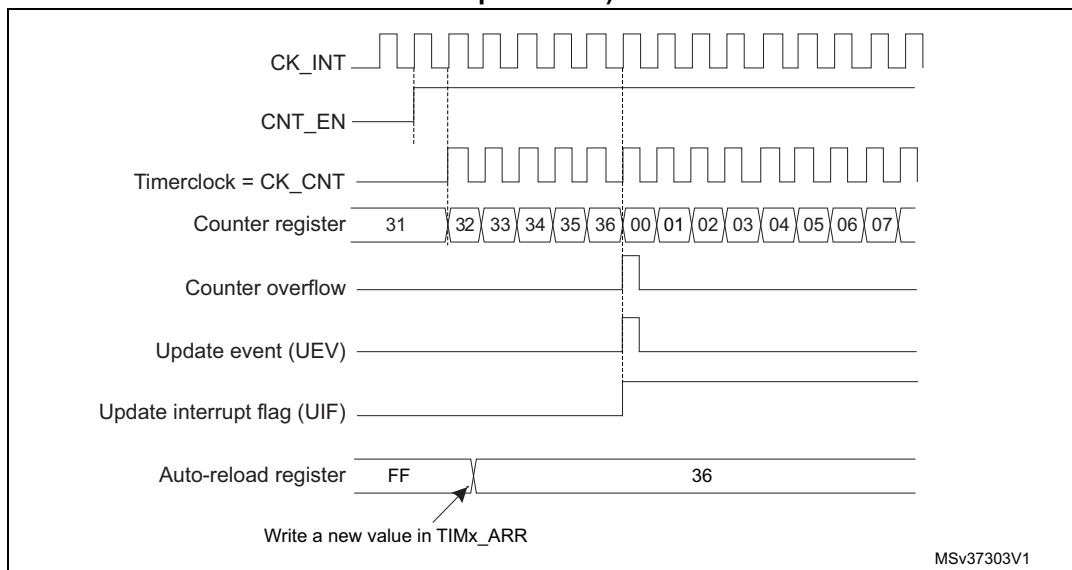 CK_INT
CNT_EN
Timerclock = CK_CNT
Counter register 31 32 33 34 35 36 00 01 02 03 04 05 06 07
Counter overflow
Update event (UEV)
Update interrupt flag (UIF)
Auto-reload register FF 36
Write a new value in TIMx_ARR
MSv37303V1